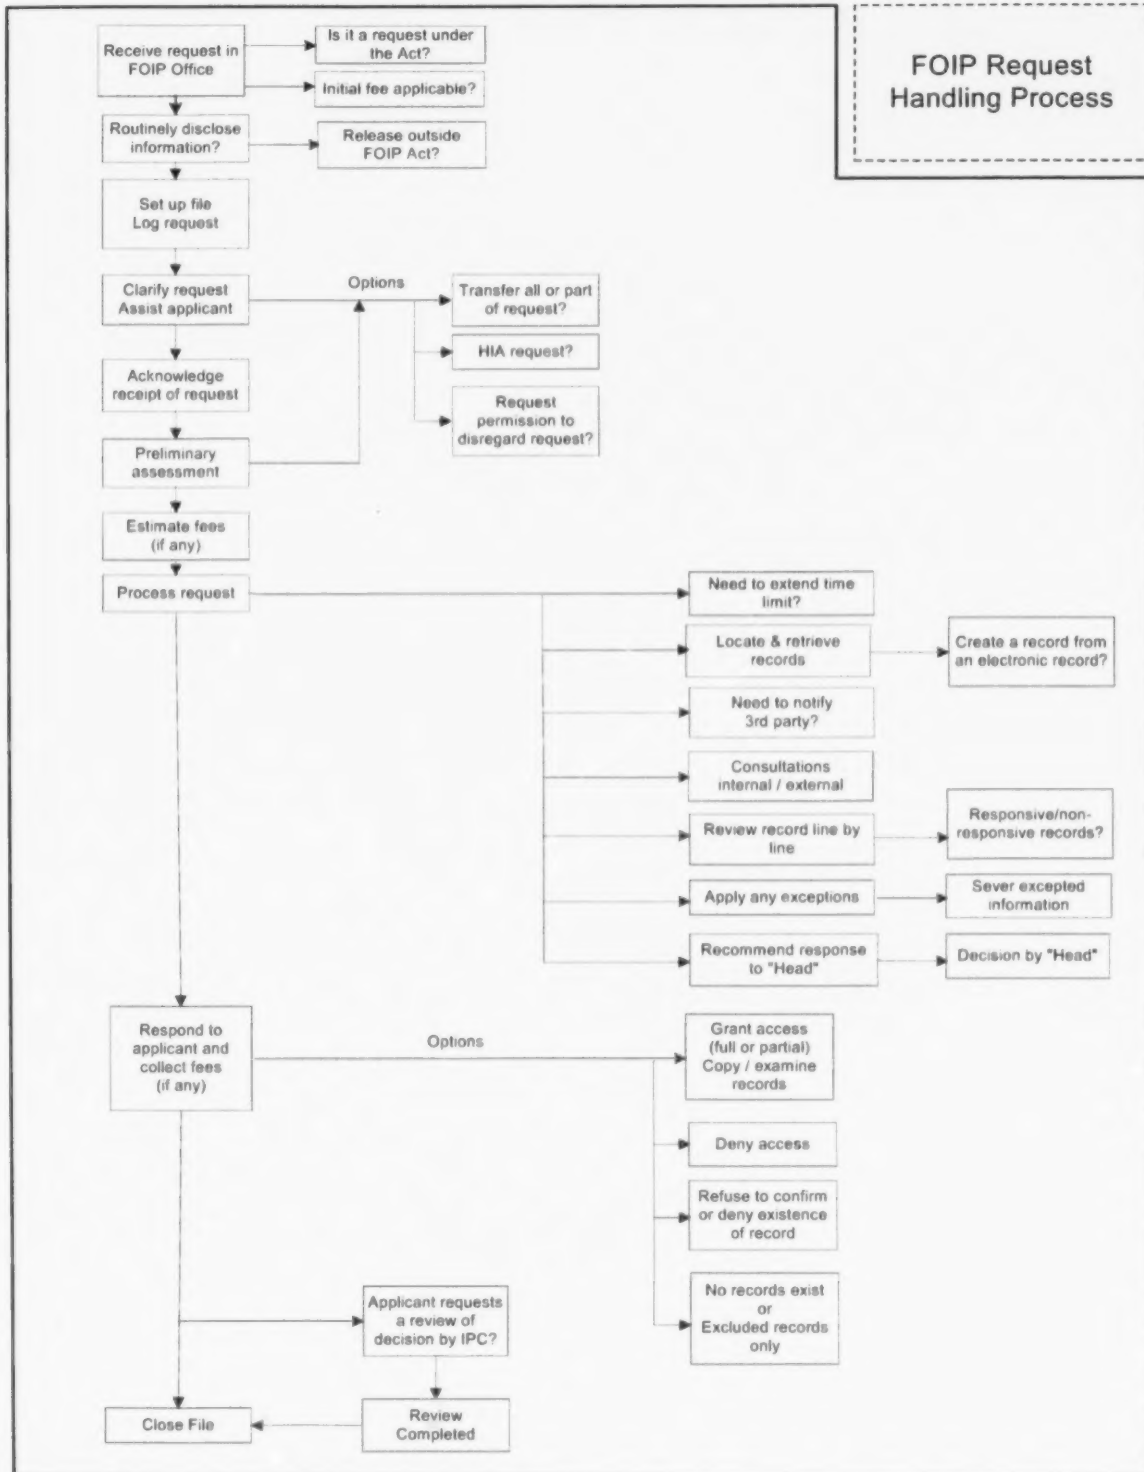 FOIP Request
Handling Process
Receive request in
FOIP Office
Is it a request under
the Act?
Initial fee applicable?
Routinely disclose
information?
Release outside
FOIP Act?
Set up file
Log request
Clarify request
Assist applicant
Options
Transfer all or part
of request?
HIA request?
Request
permission to
disregard request?
Acknowledge
receipt of request
Preliminary
assessment
Estimate fees
(if any)
Process request
Need to extend time
limit?
Locate & retrieve
records
Create a record from
an electronic record?
Need to notify
3rd party?
Consultations
internal / external
Review record line by
line
Responsive/non-
responsive records?
Apply any exceptions
Sever excepted
information
Recommend response
to "Head"
Decision by "Head"
Respond to
applicant and
collect fees
(if any)
Options
Grant access
(full or partial)
Copy / examine
records
Deny access
Refuse to confirm
or deny existence
of record
No records exist
or
Excluded records
only
Applicant requests
a review of
decision by IPC?
Review
Completed
Close File